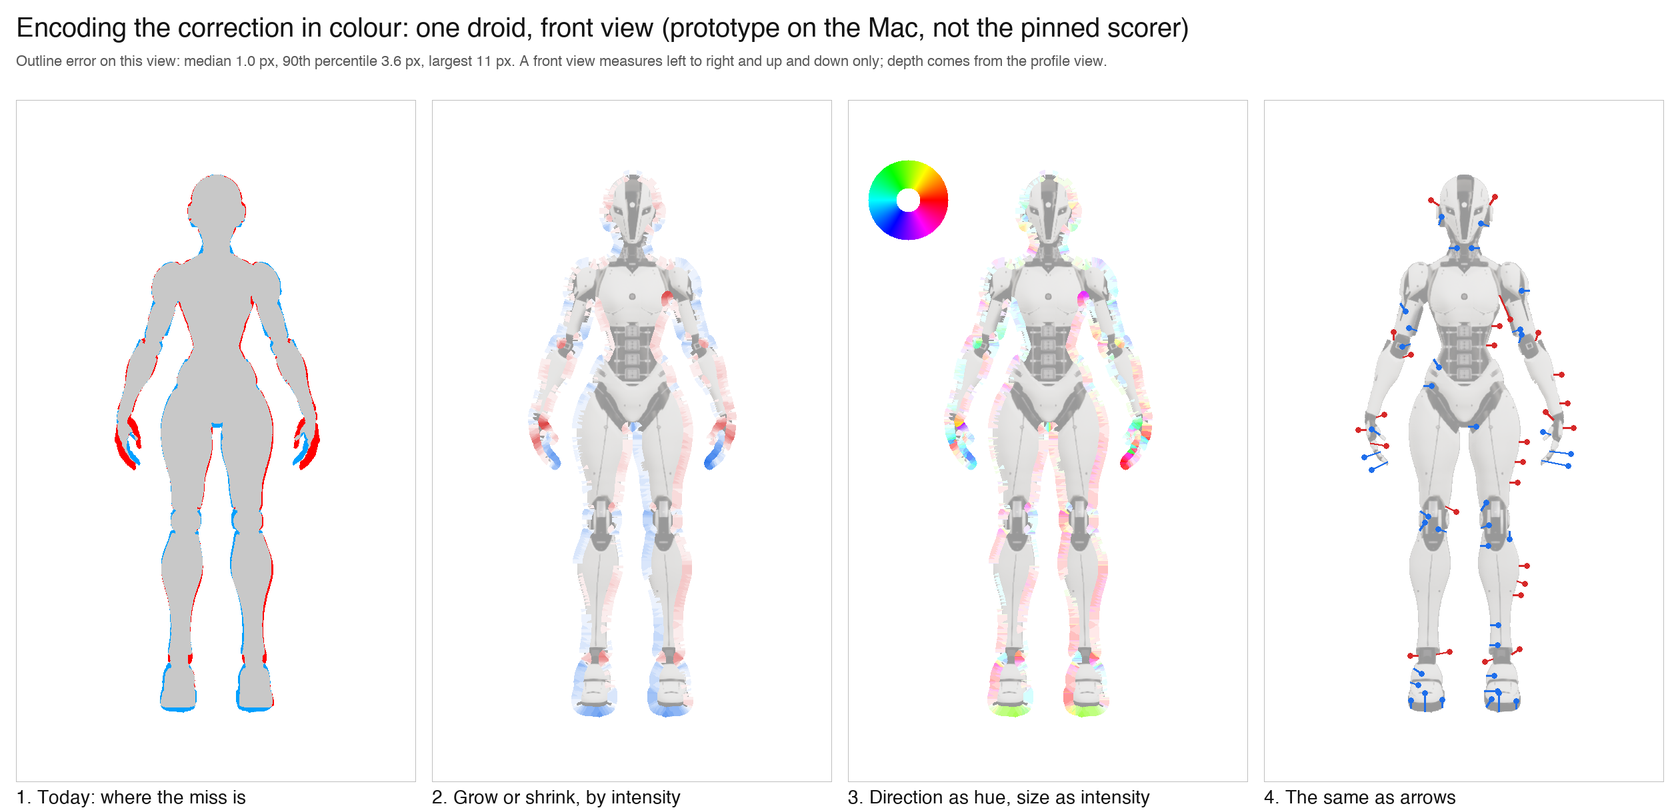 Encoding the correction in colour: one droid, front view (prototype on the Mac, not the pinned scorer)
Outline error on this view: median 1.0 px, 90th percentile 3.6 px, largest 11 px. A front view measures left to right and up and down only; depth comes from the profile view.
1. Today: where the miss is
2. Grow or shrink, by intensity
3. Direction as hue, size as intensity
4. The same as arrows